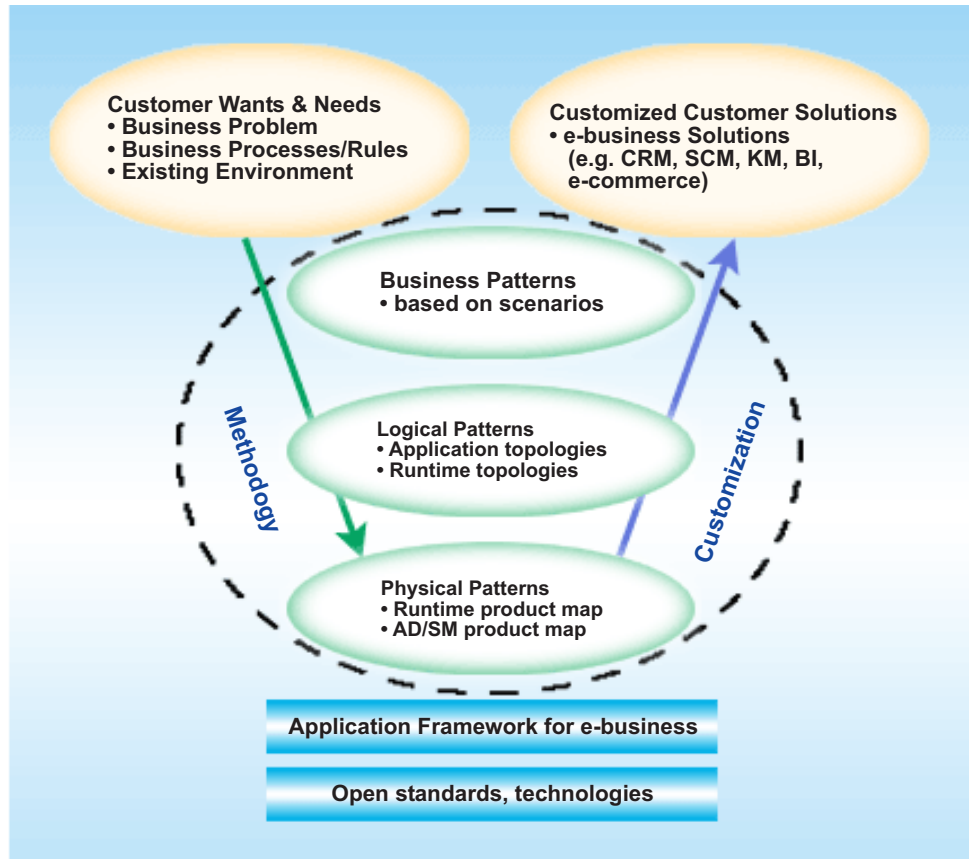 Customer Wants & Needs
• Business Problem
• Business Processes/Rules
• Existing Environment
Customized Customer Solutions
• e-business Solutions
(e.g. CRM, SCM, KM, BI,
e-commerce)
Business Patterns
• based on scenarios
Methodogy
Logical Patterns
• Application topologies
• Runtime topologies
Customization
Physical Patterns
• Runtime product map
• AD/SM product map
Application Framework for e-business
Open standards, technologies